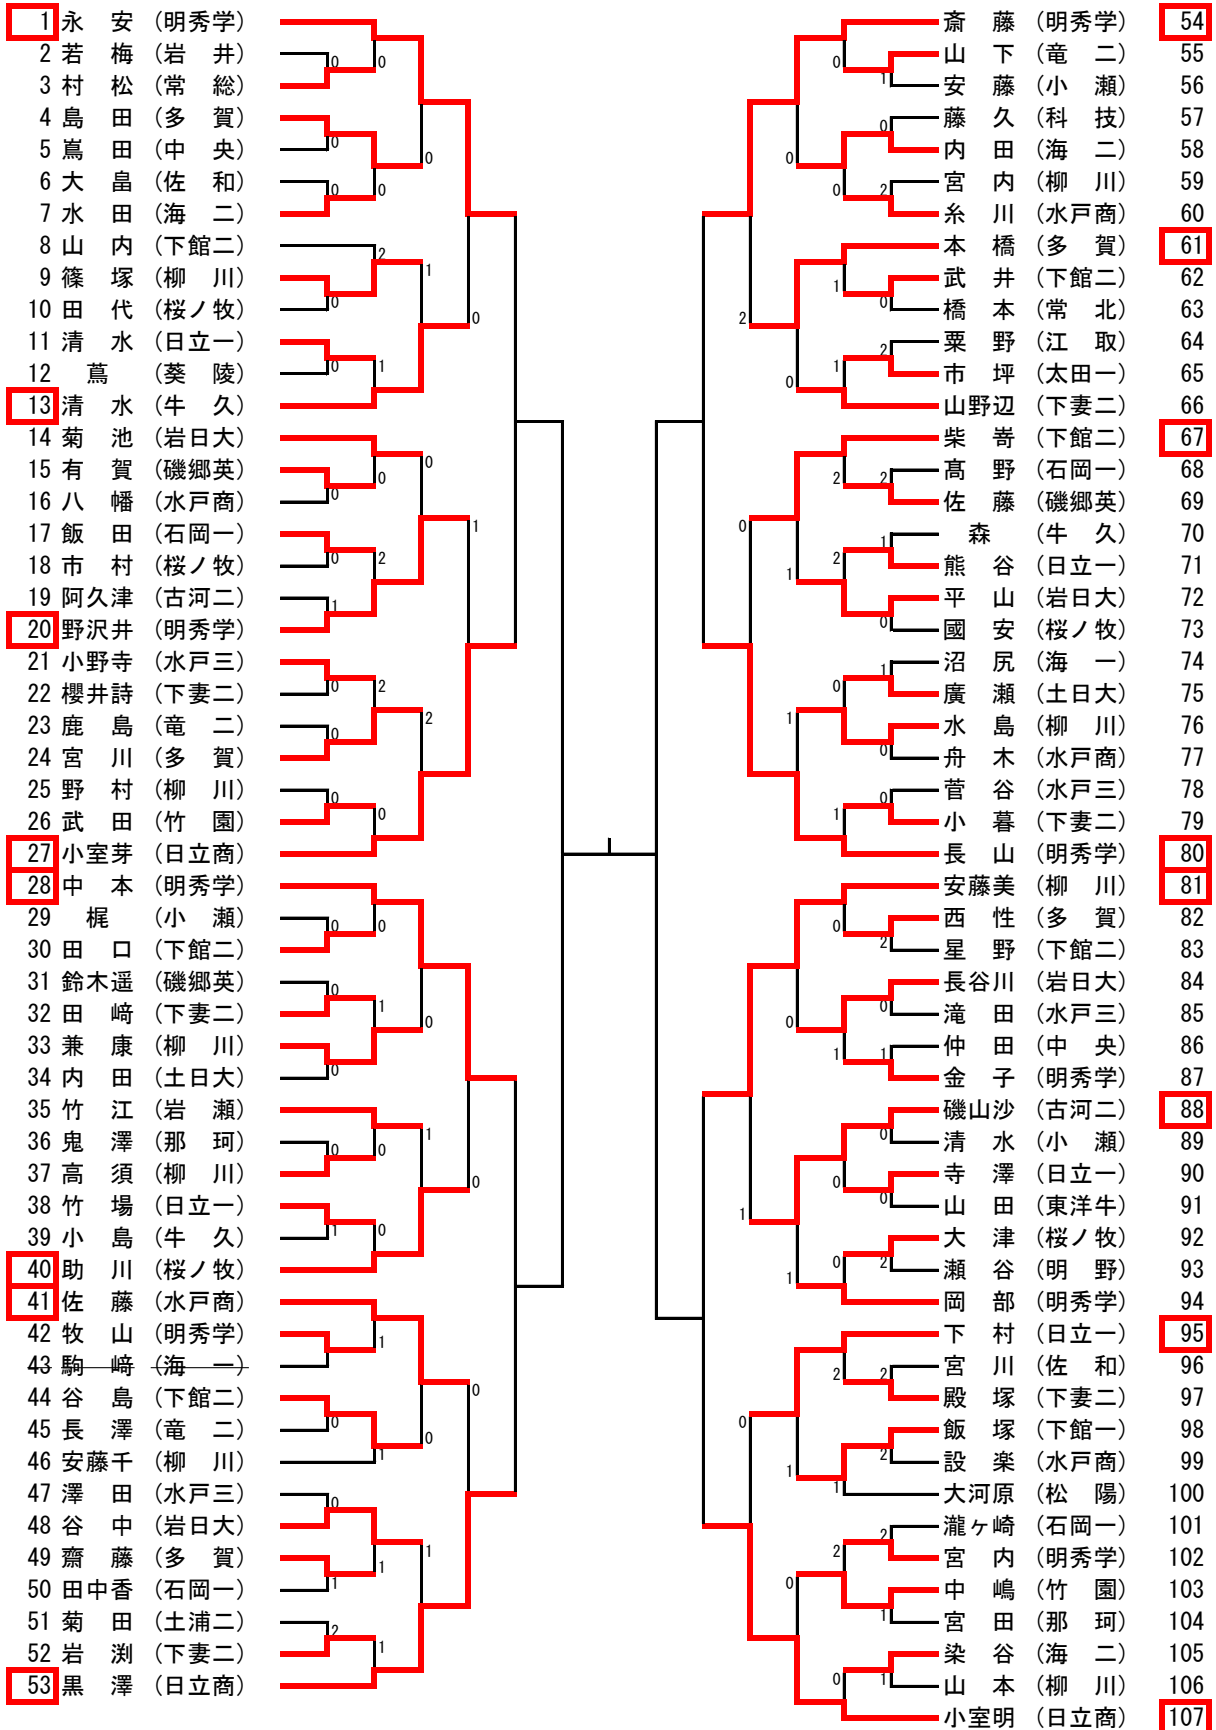 1 永　安 (明秀学)
2 若　梅 (岩　井)
3 村　松 (常　総)
4 島　田 (多　賀)
5 嶌　田 (中　央)
6 大　畠 (佐　和)
7 水　田 (海　二)
8 山　内 (下館二)
9 篠　塚 (柳　川)
10 田　代 (桜ノ牧)
11 清　水 (日立一)
12 蔦 (葵　陵)
13 清　水 (牛　久)
14 菊　池 (岩日大)
15 有　賀 (磯郷英)
16 八　幡 (水戸商)
17 飯　田 (石岡一)
18 市　村 (桜ノ牧)
19 阿久津 (古河二)
20 野沢井 (明秀学)
21 小野寺 (水戸三)
22 櫻井詩 (下妻二)
23 鹿　島 (竜　二)
24 宮　川 (多　賀)
25 野　村 (柳　川)
26 武　田 (竹　園)
27 小室芽 (日立商)
28 中　本 (明秀学)
29 梶 (小　瀬)
30 田　口 (下館二)
31 鈴木遥 (磯郷英)
32 田　﨑 (下妻二)
33 兼　康 (柳　川)
34 内　田 (土日大)
35 竹　江 (岩　瀬)
36 鬼　澤 (那　珂)
37 高　須 (柳　川)
38 竹　場 (日立一)
39 小　島 (牛　久)
40 助　川 (桜ノ牧)
41 佐　藤 (水戸商)
42 牧　山 (明秀学)
43 駒　﨑 (海　一)
44 谷　島 (下館二)
45 長　澤 (竜　二)
46 安藤千 (柳　川)
47 澤　田 (水戸三)
48 谷　中 (岩日大)
49 齋　藤 (多　賀)
50 田中香 (石岡一)
51 菊　田 (土浦二)
52 岩　渕 (下妻二)
53 黒　澤 (日立商)
斎　藤 (明秀学) 54
山　下 (竜　二) 55
安　藤 (小　瀬) 56
藤　久 (科　技) 57
内　田 (海　二) 58
宮　内 (柳　川) 59
糸　川 (水戸商) 60
本　橋 (多　賀) 61
武　井 (下館二) 62
橋　本 (常　北) 63
粟　野 (江　取) 64
市　坪 (太田一) 65
山野辺 (下妻二) 66
柴　嵜 (下館二) 67
髙　野 (石岡一) 68
佐　藤 (磯郷英) 69
森 (牛　久) 70
熊　谷 (日立一) 71
平　山 (岩日大) 72
國　安 (桜ノ牧) 73
沼　尻 (海　一) 74
廣　瀬 (土日大) 75
水　島 (柳　川) 76
舟　木 (水戸商) 77
菅　谷 (水戸三) 78
小　暮 (下妻二) 79
長　山 (明秀学) 80
安藤美 (柳　川) 81
西　性 (多　賀) 82
星　野 (下館二) 83
長谷川 (岩日大) 84
滝　田 (水戸三) 85
仲　田 (中　央) 86
金　子 (明秀学) 87
磯山沙 (古河二) 88
清　水 (小　瀬) 89
寺　澤 (日立一) 90
山　田 (東洋牛) 91
大　津 (桜ノ牧) 92
瀬　谷 (明　野) 93
岡　部 (明秀学) 94
下　村 (日立一) 95
宮　川 (佐　和) 96
殿　塚 (下妻二) 97
飯　塚 (下館一) 98
設　楽 (水戸商) 99
大河原 (松　陽) 100
瀧ヶ崎 (石岡一) 101
宮　内 (明秀学) 102
中　嶋 (竹　園) 103
宮　田 (那　珂) 104
染　谷 (海　二) 105
山　本 (柳　川) 106
小室明 (日立商) 107